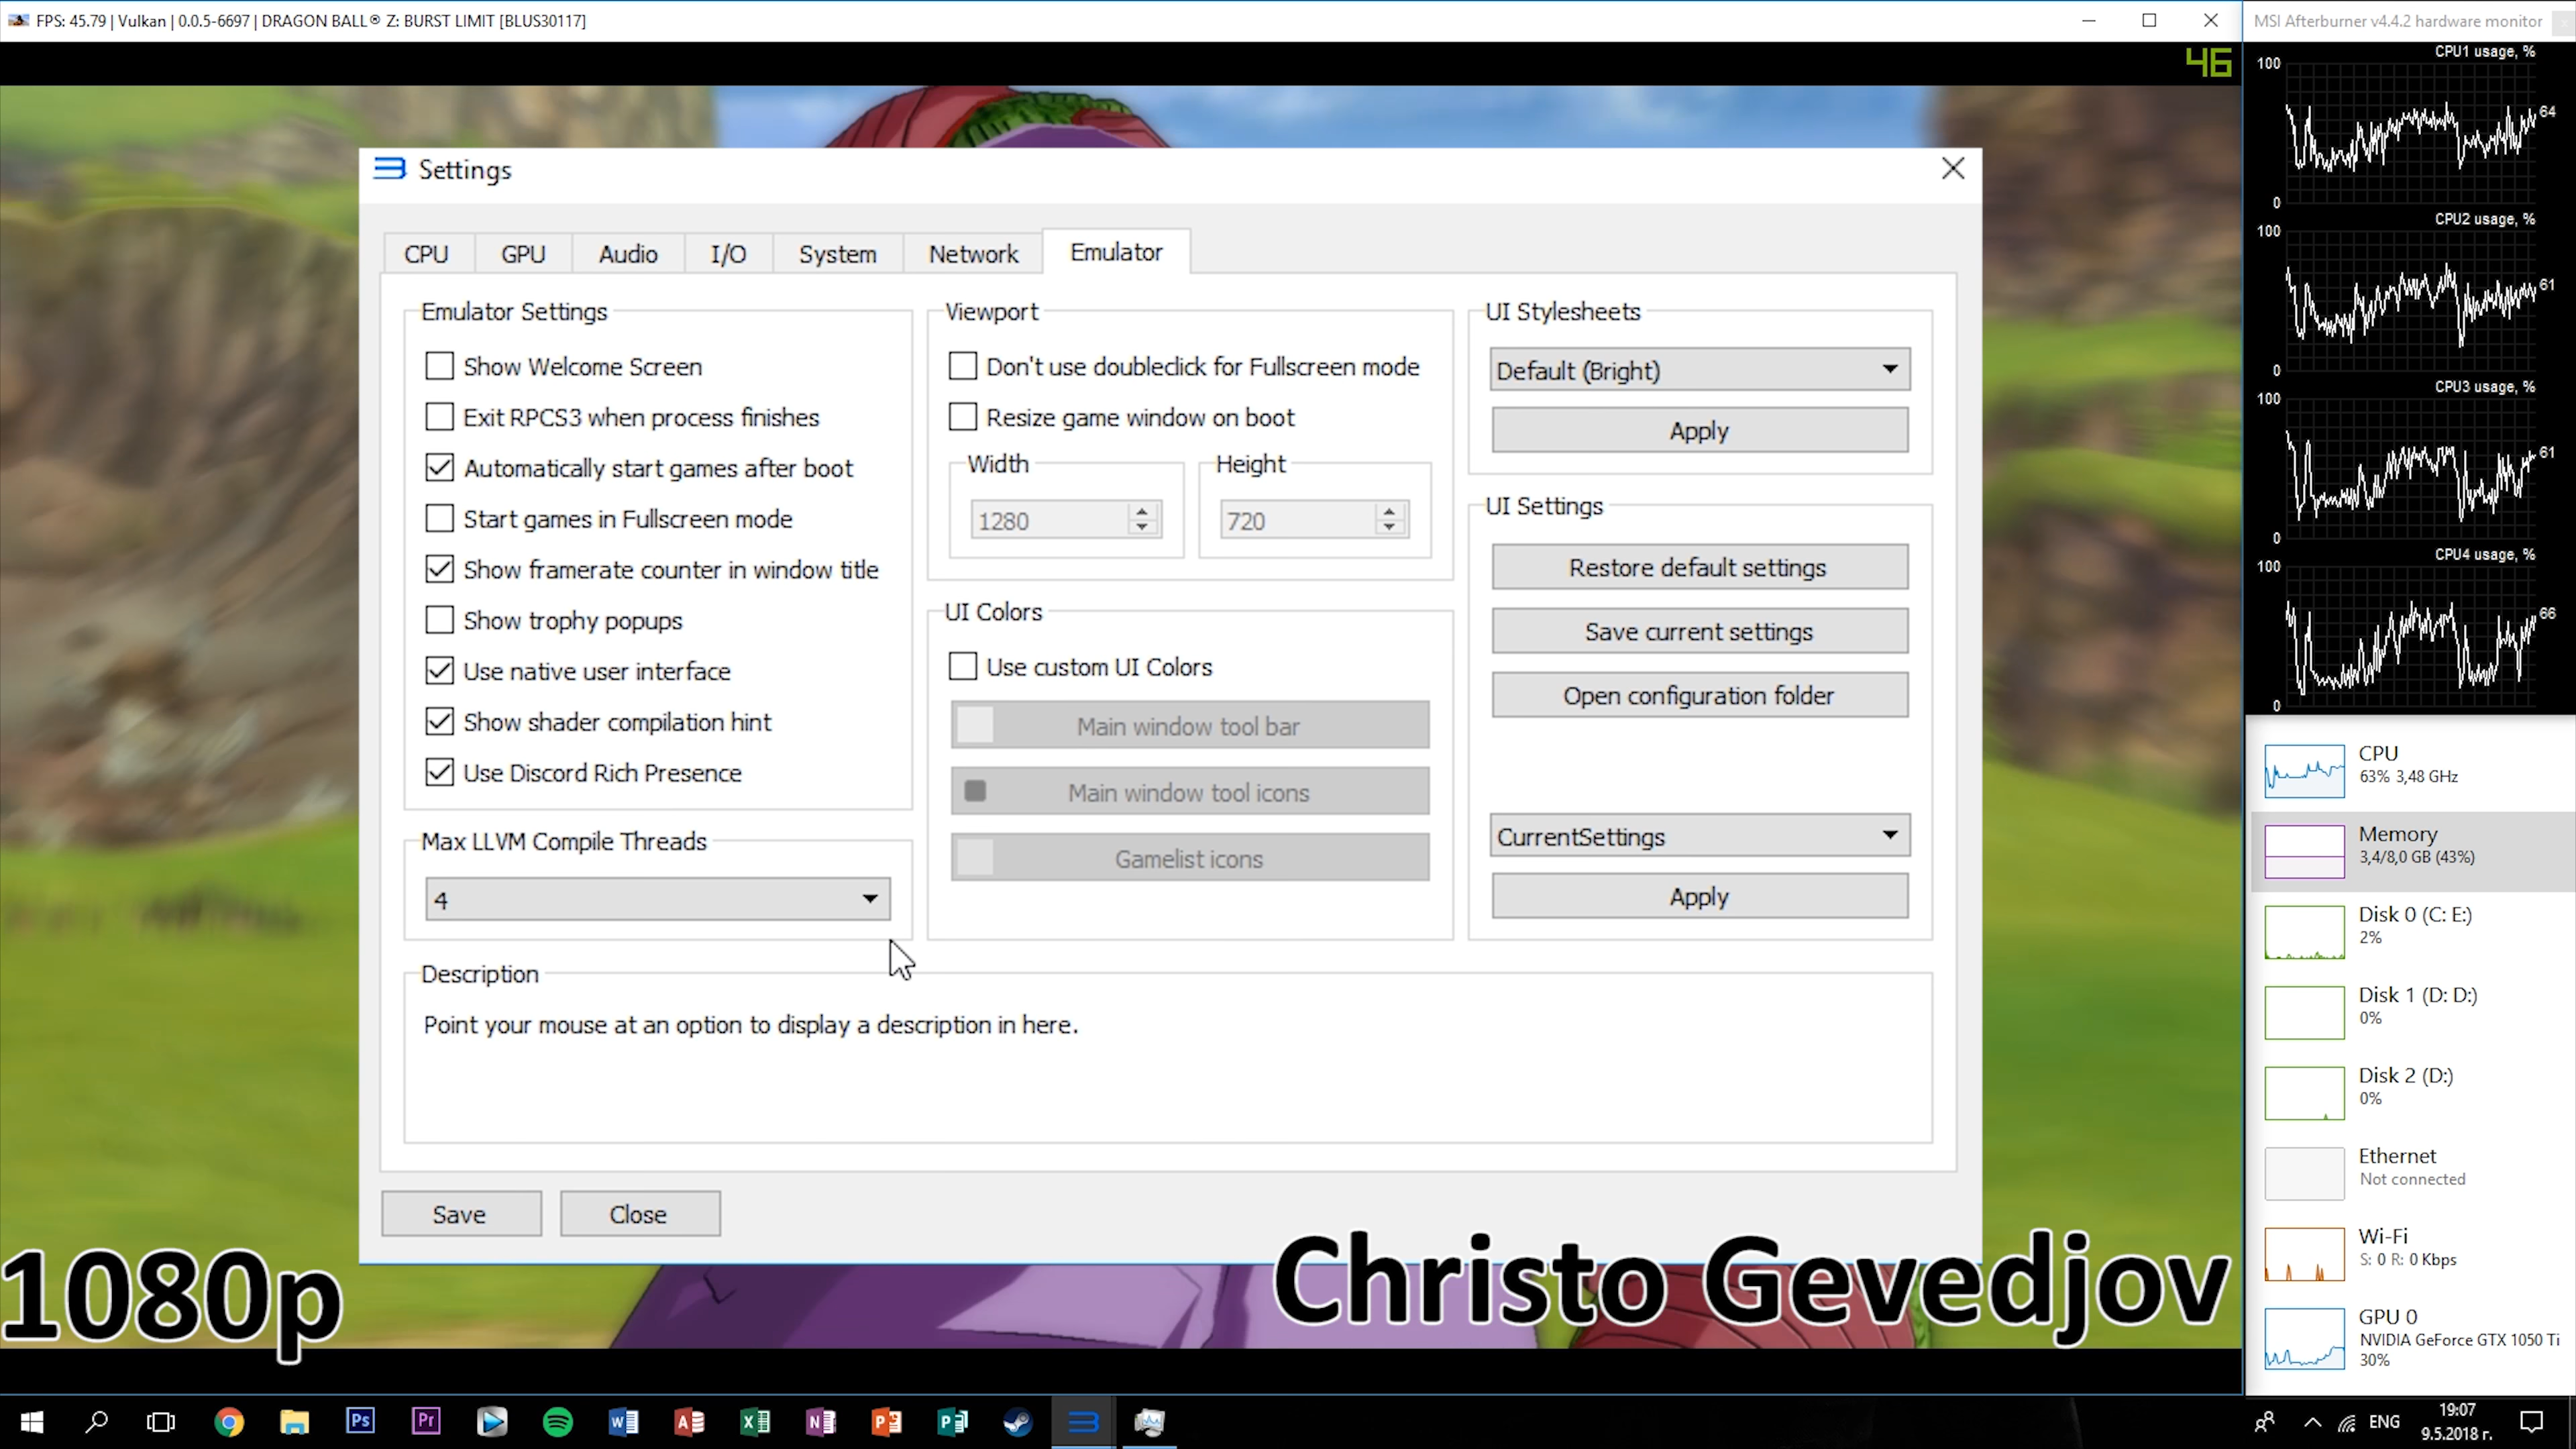 FPS: 45.79 | Vulkan | 0.0.5-6697 | DRAGON BALL® Z: BURST LIMIT [BLUS30117]
46
Settings
CPU GPU Audio I/O System Network Emulator
Emulator Settings
Show Welcome Screen
Exit RPCS3 when process finishes
Automatically start games after boot
Start games in Fullscreen mode
Show framerate counter in window title
Show trophy popups
Use native user interface
Show shader compilation hint
Use Discord Rich Presence
Max LLVM Compile Threads
4
Viewport
Don't use doubleclick for Fullscreen mode
Resize game window on boot
Width Height
1280 720
UI Colors
Use custom UI Colors
Main window tool bar
Main window tool icons
Gamelist icons
UI Stylesheets
Default (Bright)
Apply
UI Settings
Restore default settings
Save current settings
Open configuration folder
CurrentSettings
Apply
Description
Point your mouse at an option to display a description in here.
Save Close
1080p
Christo Gevedjov
MSI Afterburner v4.4.2 hardware monitor
CPU1 usage, %
100
64
0
CPU2 usage, %
100
61
0
CPU3 usage, %
100
61
0
CPU4 usage, %
100
66
0
CPU
63% 3,48 GHz
Memory
3,4/8,0 GB (43%)
Disk 0 (C: E:)
2%
Disk 1 (D: D:)
0%
Disk 2 (D:)
0%
Ethernet
Not connected
Wi-Fi
S: 0 R: 0 Kbps
GPU 0
NVIDIA GeForce GTX 1050 Ti
30%
Ps Pr
ENG
19:07
9.5.2018 г.